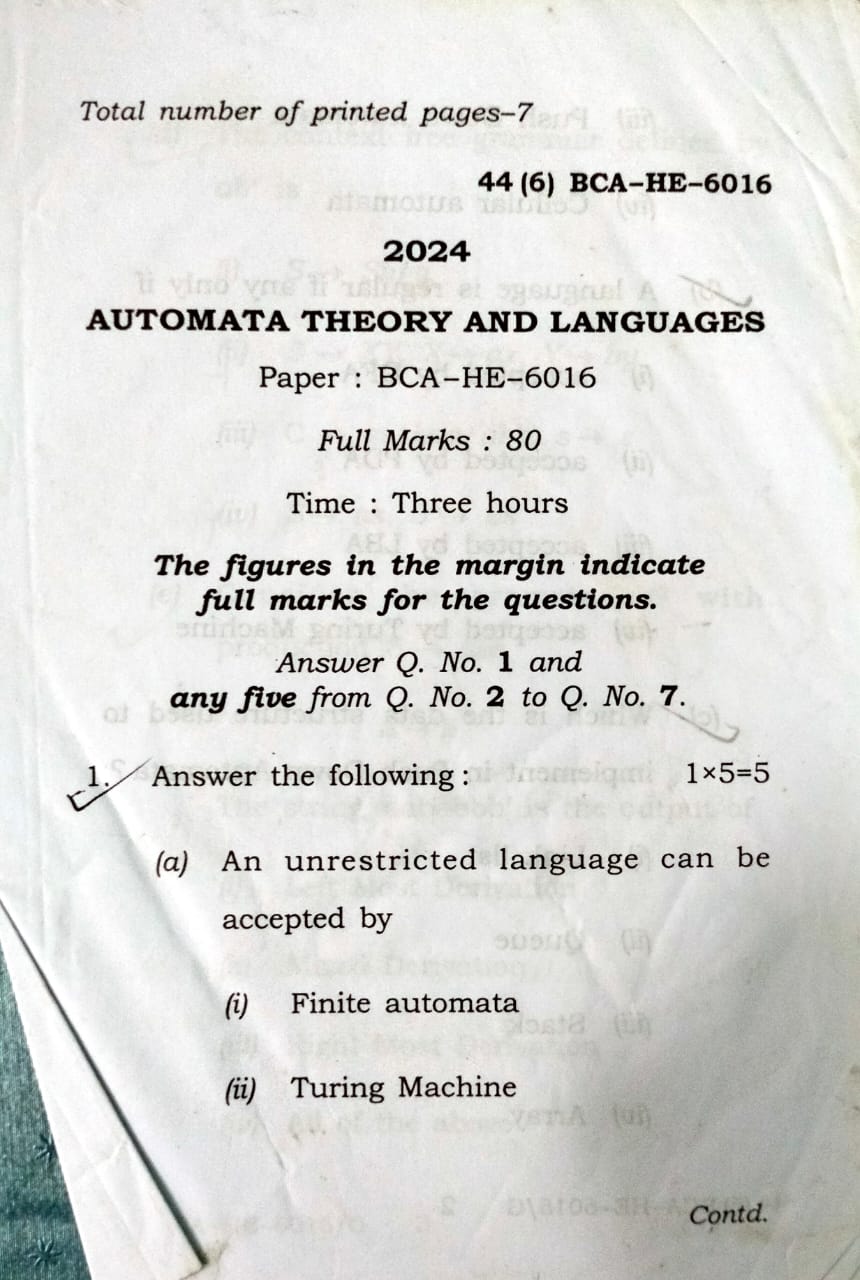 Total number of printed pages–7
44 (6) BCA–HE–6016
2024
AUTOMATA THEORY AND LANGUAGES
Paper : BCA–HE–6016
Full Marks : 80
Time : Three hours
The figures in the margin indicate
full marks for the questions.
Answer Q. No. 1 and
any five from Q. No. 2 to Q. No. 7.
1. Answer the following : 1×5=5
(a) An unrestricted language can be
accepted by
(i) Finite automata
(ii) Turing Machine
Contd.